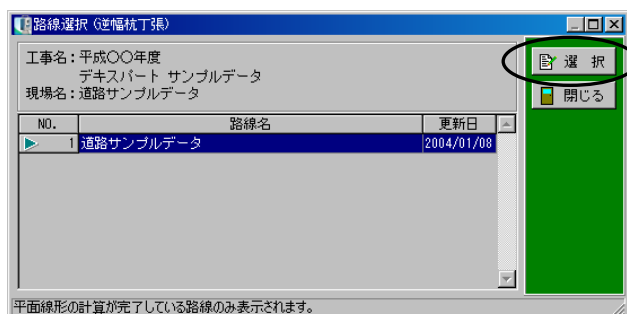 路線選択（逆幅杭丁張）
工事名：平成〇〇年度
デキスパート サンプルデータ
現場名：道路サンプルデータ
選 択
閉じる
NO. 路線名 更新日
1 道路サンプルデータ 2004/01/08
平面線形の計算が完了している路線のみ表示されます。